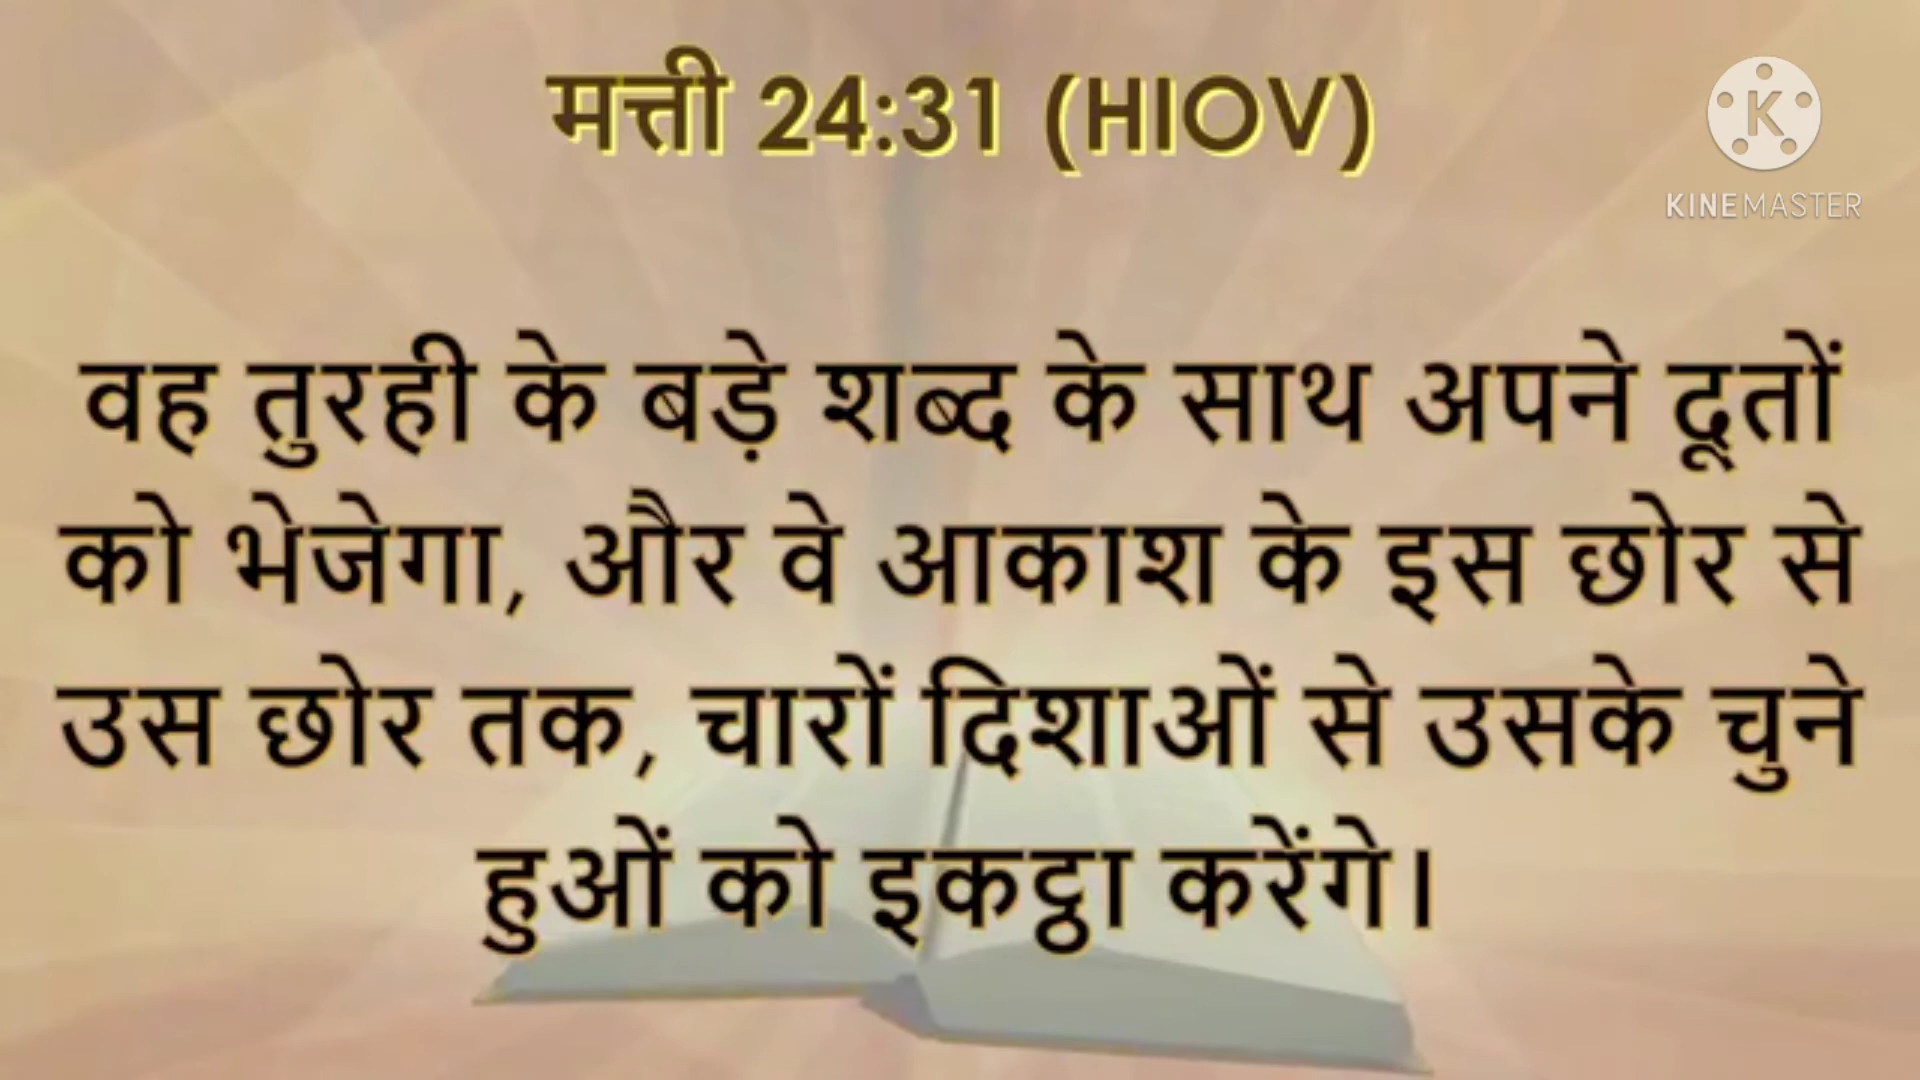 मत्ती 24:31 (HIOV)
KINEMASTER
वह तुरही के बड़े शब्द के साथ अपने दूतों
को भेजेगा, और वे आकाश के इस छोर से
उस छोर तक, चारों दिशाओं से उसके चुने
हुओं को इकट्ठा करेंगे।